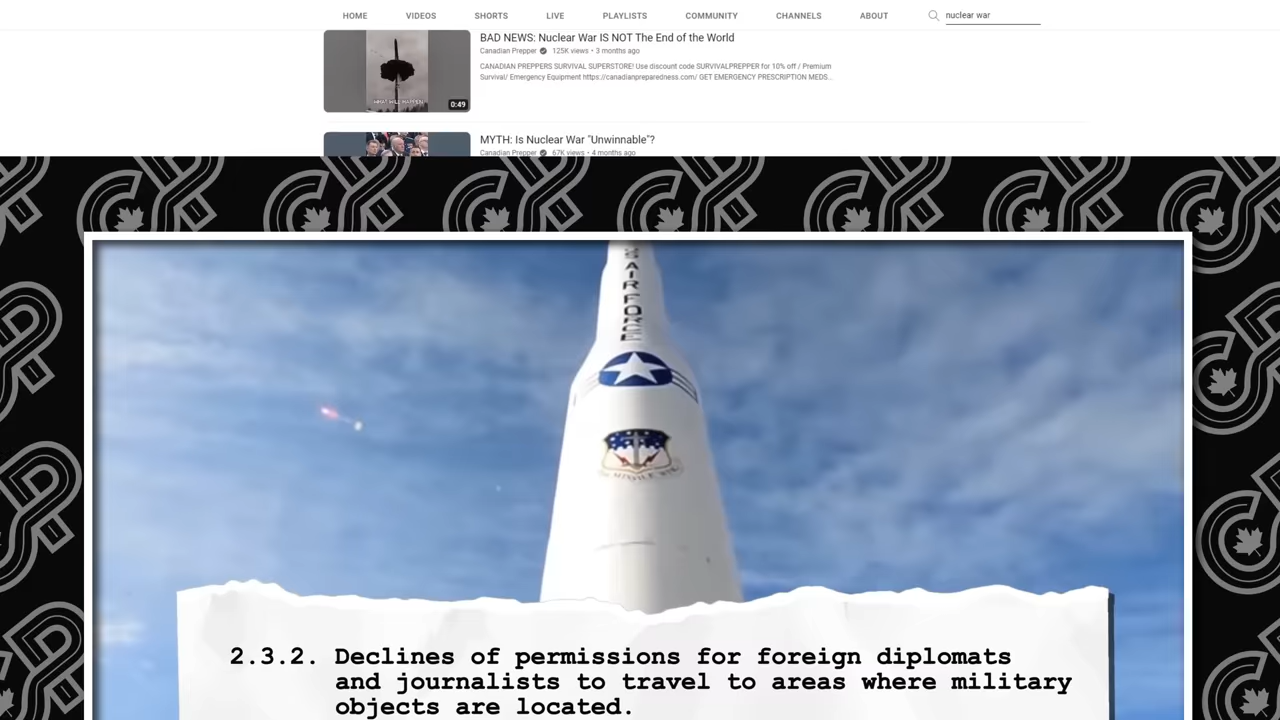 HOME VIDEOS SHORTS LIVE PLAYLISTS COMMUNITY CHANNELS ABOUT nuclear war
BAD NEWS: Nuclear War IS NOT The End of the World
Canadian Prepper 125K views • 3 months ago
CANADIAN PREPPERS SURVIVAL SUPERSTORE! Use discount code SURVIVALPREPPER for 10% off / Premium
Survival/ Emergency Equipment https://canadianpreparedness.com/ GET EMERGENCY PRESCRIPTION MEDS...
WHAT WILL HAPPEN
0:49
MYTH: Is Nuclear War "Unwinnable"?
Canadian Prepper 67K views • 4 months ago
AIR FORCE
2.3.2. Declines of permissions for foreign diplomats
and journalists to travel to areas where military
objects are located.